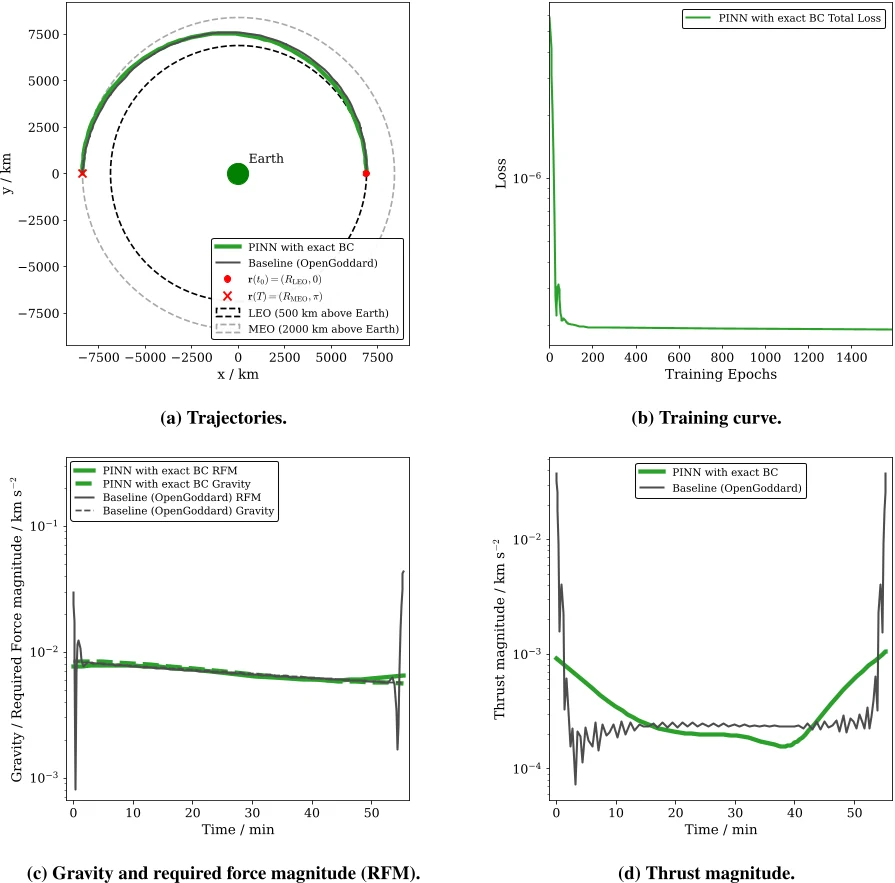 7500
5000
2500
0
−2500
−5000
−7500
y / km
Earth
PINN with exact BC
Baseline (OpenGoddard)
r(t₀) = (R_LEO, 0)
r(T) = (R_MEO, π)
LEO (500 km above Earth)
MEO (2000 km above Earth)
−7500 −5000 −2500 0 2500 5000 7500
x / km
(a) Trajectories.
PINN with exact BC Total Loss
Loss
10⁻⁶
0 200 400 600 800 1000 1200 1400
Training Epochs
(b) Training curve.
PINN with exact BC RFM
PINN with exact BC Gravity
Baseline (OpenGoddard) RFM
Baseline (OpenGoddard) Gravity
Gravity / Required Force magnitude / km s⁻²
10⁻¹
10⁻²
10⁻³
0 10 20 30 40 50
Time / min
(c) Gravity and required force magnitude (RFM).
PINN with exact BC
Baseline (OpenGoddard)
Thrust magnitude / km s⁻²
10⁻²
10⁻³
10⁻⁴
0 10 20 30 40 50
Time / min
(d) Thrust magnitude.